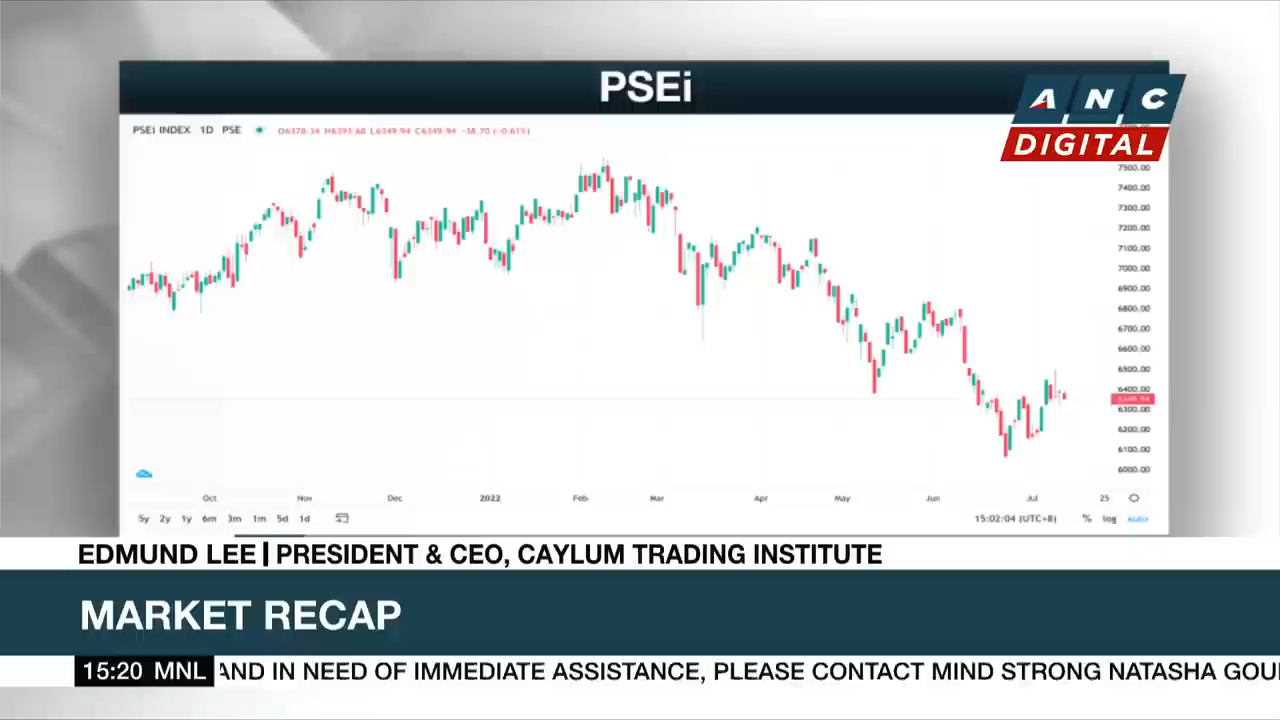 PSEi
ANC
DIGITAL
PSEi INDEX 1D PSE O6378.34 H6393.68 L6349.94 C6349.94 -38.70 (-0.61%)
7500.00
7400.00
7300.00
7200.00
7100.00
7000.00
6900.00
6800.00
6700.00
6600.00
6500.00
6400.00
6349.94
6300.00
6200.00
6100.00
6000.00
Oct Nov Dec 2022 Feb Mar Apr May Jun Jul 25
5y 2y 1y 6m 3m 1m 5d 1d 15:02:04 (UTC+8) % log auto
EDMUND LEE | PRESIDENT & CEO, CAYLUM TRADING INSTITUTE
MARKET RECAP
15:20 MNL AND IN NEED OF IMMEDIATE ASSISTANCE, PLEASE CONTACT MIND STRONG NATASHA GOU